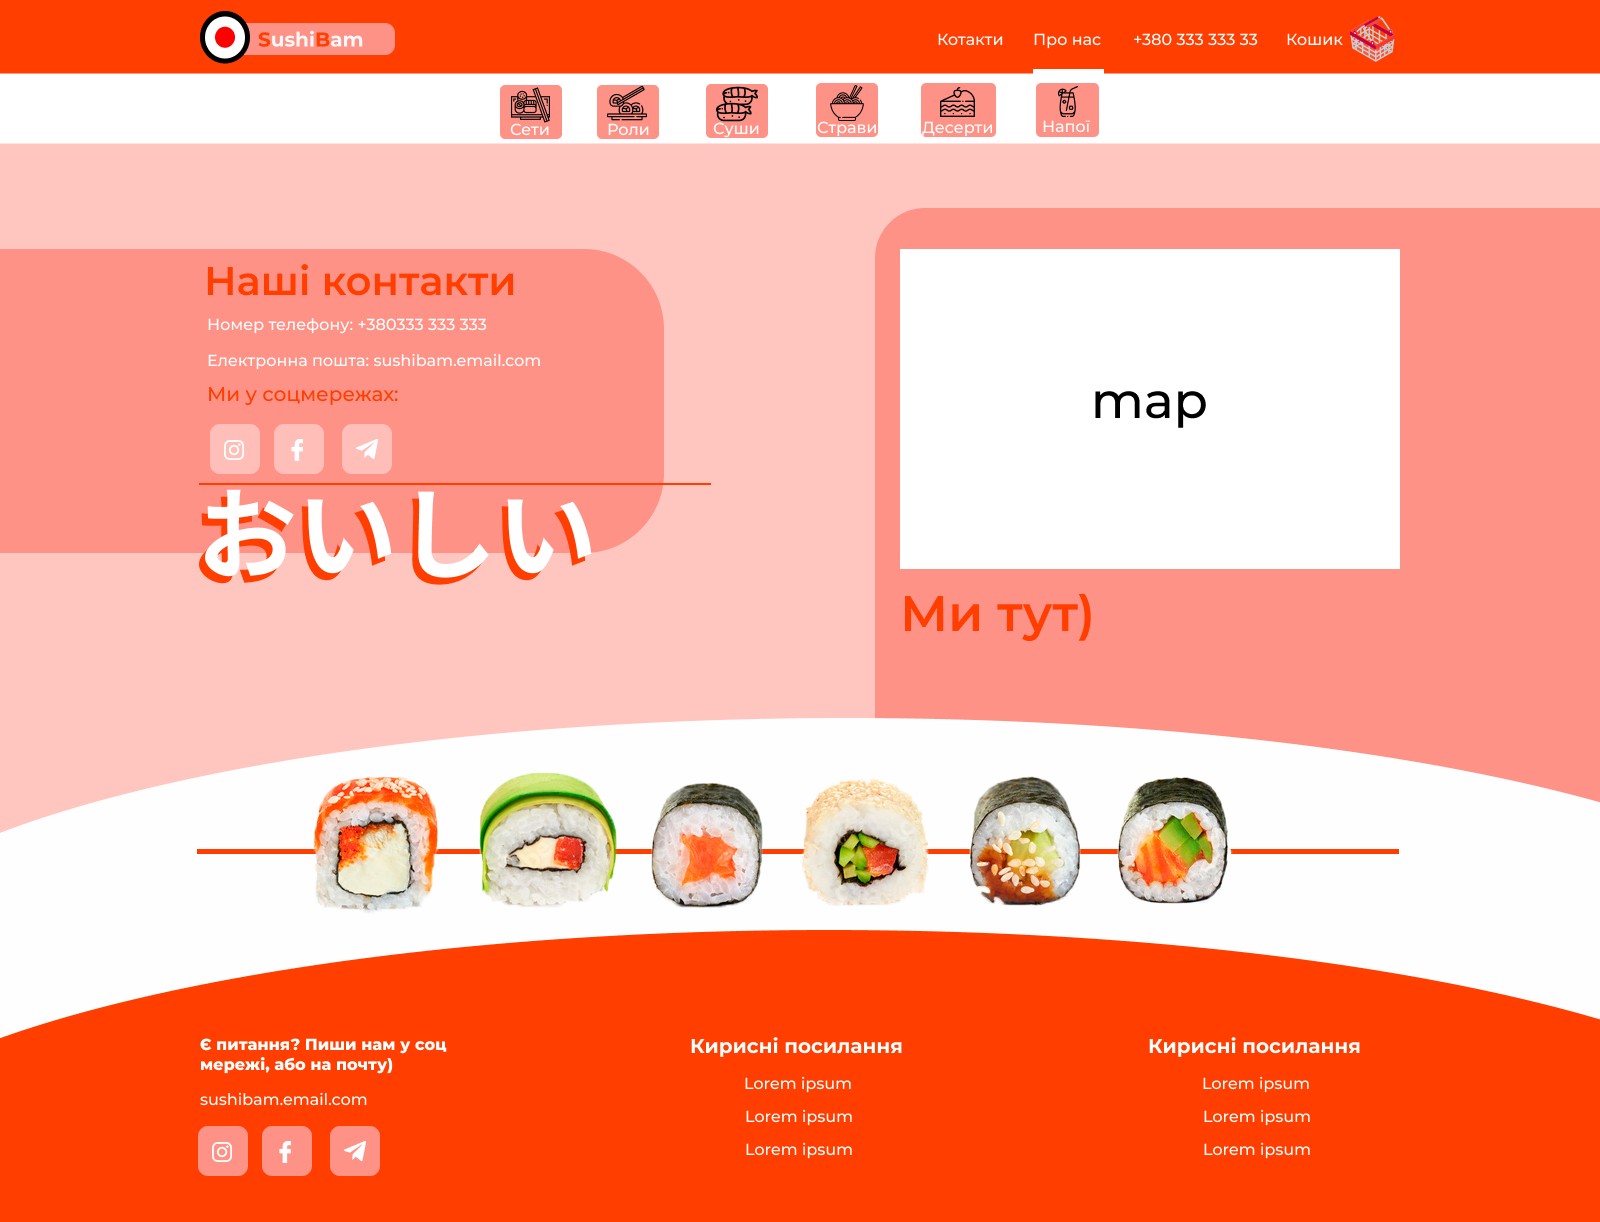 SushiBam
Котакти
Про нас
+380 333 333 33
Кошик
Сети
Роли
Суши
Страви
Десерти
Напої
Наші контакти
Номер телефону: +380333 333 333
Електронна пошта: sushibam.email.com
Ми у соцмережах:
おいしい
map
Ми тут)
Є питання? Пиши нам у соц
мережі, або на почту)
sushibam.email.com
Кирисні посилання
Lorem ipsum
Lorem ipsum
Lorem ipsum
Кирисні посилання
Lorem ipsum
Lorem ipsum
Lorem ipsum